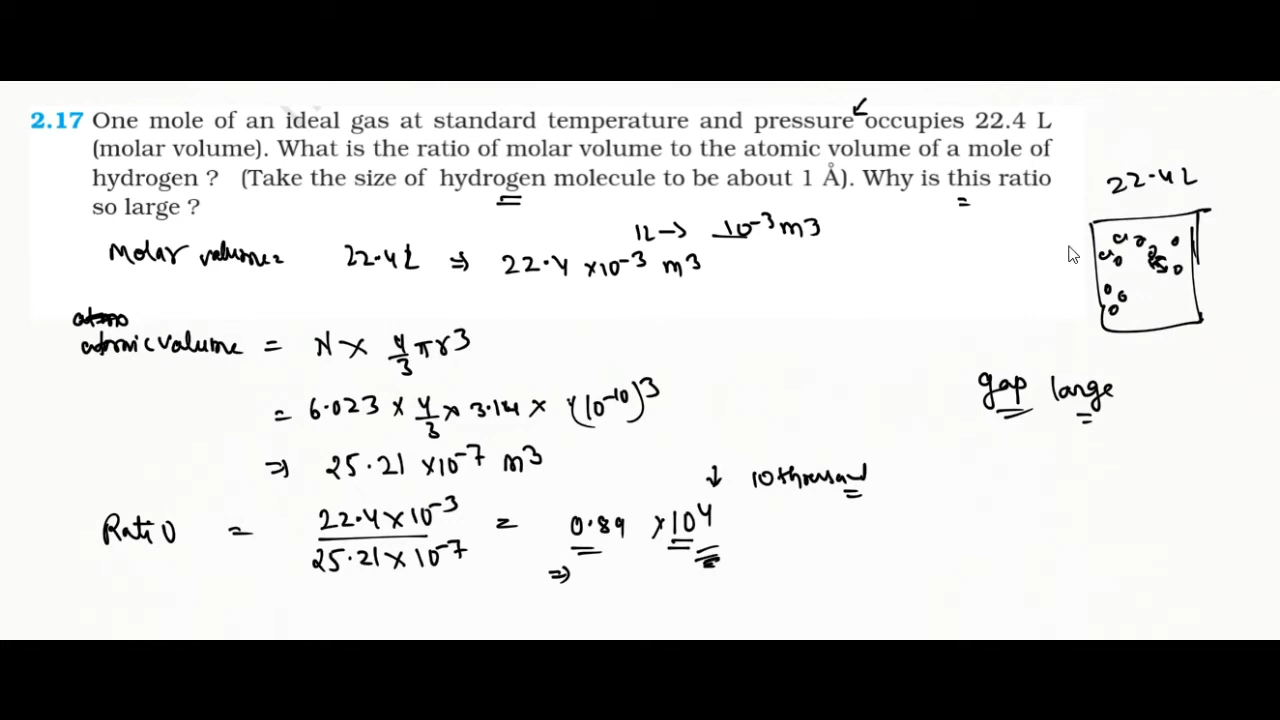 2.17 One mole of an ideal gas at standard temperature and pressure occupies 22.4 L
(molar volume). What is the ratio of molar volume to the atomic volume of a mole of
hydrogen ? (Take the size of hydrogen molecule to be about 1 Å). Why is this ratio
so large ?
22.4L
1L → 10⁻³ m3
Molar volume= 22.4L ⇒ 22.4 ×10⁻³ m3
atomic volume = N × 4/3 πr3
= 6.023 × 4/3 × 3.14 × (10⁻¹⁰)³
gap large
⇒ 25.21 ×10⁻⁷ m3
↓ 10 thousand
Ratio = 22.4×10⁻³ / 25.21×10⁻⁷ = 0.89 ×10⁴
⇒